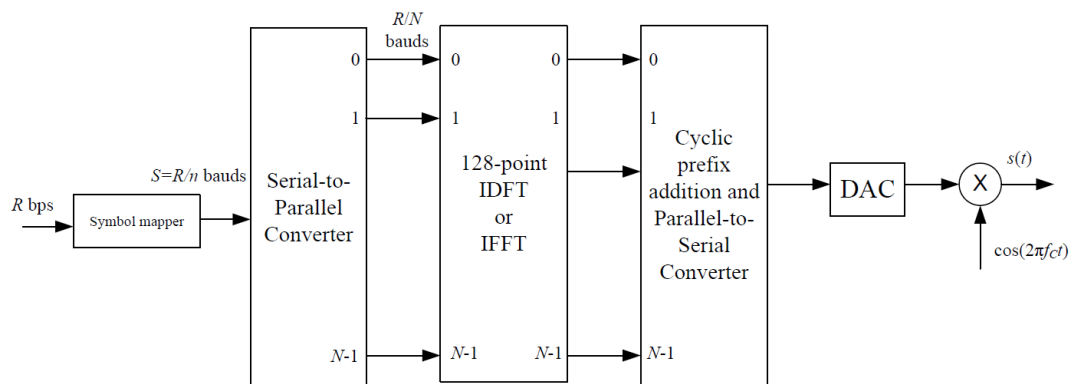 R bps
Symbol mapper
S=R/n bauds
Serial-to-
Parallel
Converter
0
1
N-1
R/N
bauds
0
1
N-1
128-point
IDFT
or
IFFT
0
1
N-1
0
1
N-1
Cyclic
prefix
addition and
Parallel-to-
Serial
Converter
DAC
X
s(t)
cos(2πfCt)